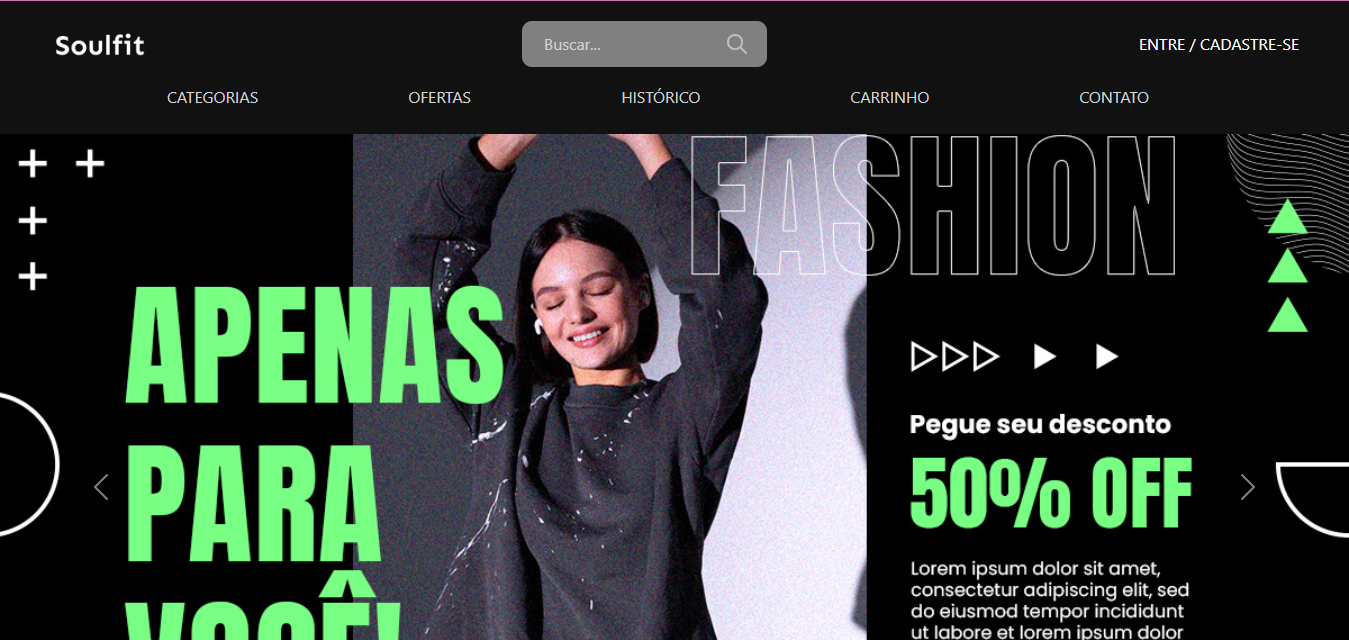 Soulfit
Buscar...
ENTRE / CADASTRE-SE
CATEGORIAS
OFERTAS
HISTÓRICO
CARRINHO
CONTATO
FASHION
APENAS
PARA
VOCÊ!
Pegue seu desconto
50% OFF
Lorem ipsum dolor sit amet,
consectetur adipiscing elit, sed
do eiusmod tempor incididunt
ut labore et lorem ipsum dolor